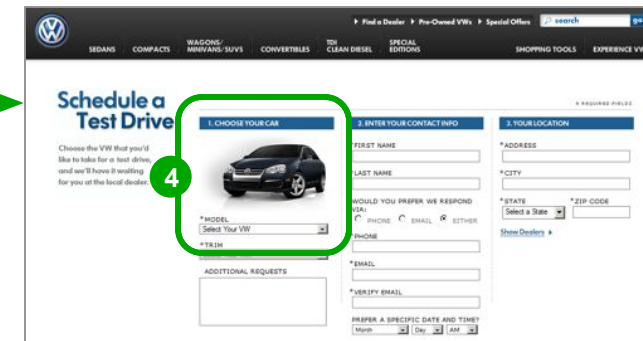 Find a Dealer Pre-Owned VWs Special Offers search
SEDANS COMPACTS WAGONS/ MINIVANS/SUVS CONVERTIBLES TDI CLEAN DIESEL SPECIAL EDITIONS SHOPPING TOOLS EXPERIENCE VW
Schedule a
Test Drive
Choose the VW that you'd
like to take for a test drive,
and we'll have it waiting
for you at the local dealer.
4
* REQUIRED FIELDS
1. CHOOSE YOUR CAR
*MODEL
Select Your VW
*TRIM
ADDITIONAL REQUESTS
2. ENTER YOUR CONTACT INFO
*FIRST NAME
*LAST NAME
WOULD YOU PREFER WE RESPOND
VIA:
PHONE EMAIL EITHER
*PHONE
*EMAIL
*VERIFY EMAIL
PREFER A SPECIFIC DATE AND TIME?
Month Day AM
3. YOUR LOCATION
*ADDRESS
*CITY
*STATE *ZIP CODE
Select a State
Show Dealers